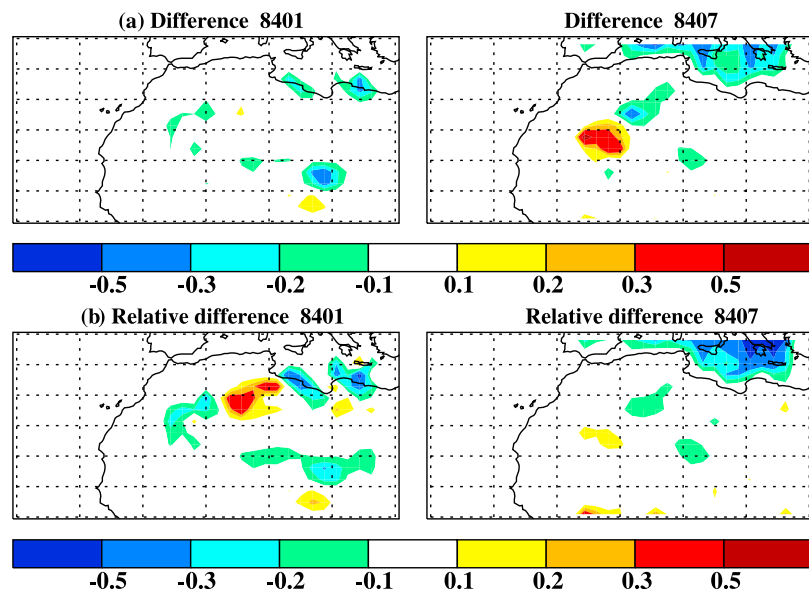 (a) Difference 8401
Difference 8407
-0.5 -0.3 -0.2 -0.1 0.1 0.2 0.3 0.5
(b) Relative difference 8401
Relative difference 8407
-0.5 -0.3 -0.2 -0.1 0.1 0.2 0.3 0.5